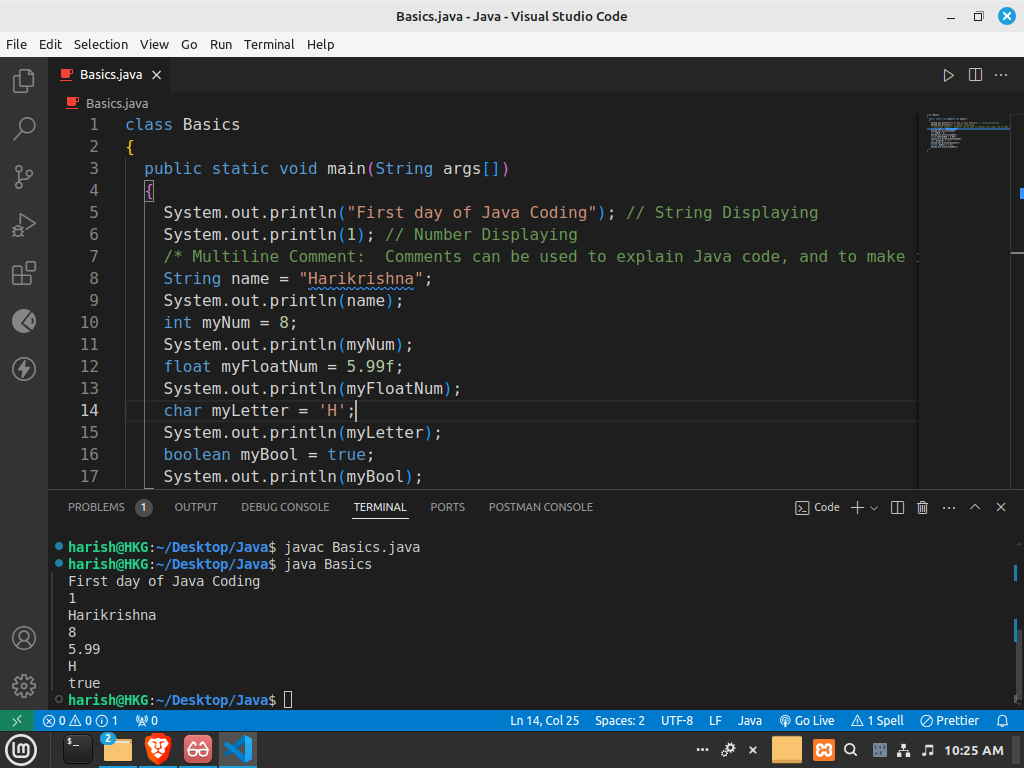 Basics.java - Java - Visual Studio Code
File Edit Selection View Go Run Terminal Help
Basics.java
Basics.java
1 class Basics
2 {
3 public static void main(String args[])
4 {
5 System.out.println("First day of Java Coding"); // String Displaying
6 System.out.println(1); // Number Displaying
7 /* Multiline Comment:  Comments can be used to explain Java code, and to make
8 String name = "Harikrishna";
9 System.out.println(name);
10 int myNum = 8;
11 System.out.println(myNum);
12 float myFloatNum = 5.99f;
13 System.out.println(myFloatNum);
14 char myLetter = 'H';
15 System.out.println(myLetter);
16 boolean myBool = true;
17 System.out.println(myBool);
PROBLEMS 1 OUTPUT DEBUG CONSOLE TERMINAL PORTS POSTMAN CONSOLE Code
harish@HKG:~/Desktop/Java$ javac Basics.java
harish@HKG:~/Desktop/Java$ java Basics
First day of Java Coding
1
Harikrishna
8
5.99
H
true
harish@HKG:~/Desktop/Java$
0 0 1 0 Ln 14, Col 25 Spaces: 2 UTF-8 LF Java Go Live 1 Spell Prettier
2 10:25 AM